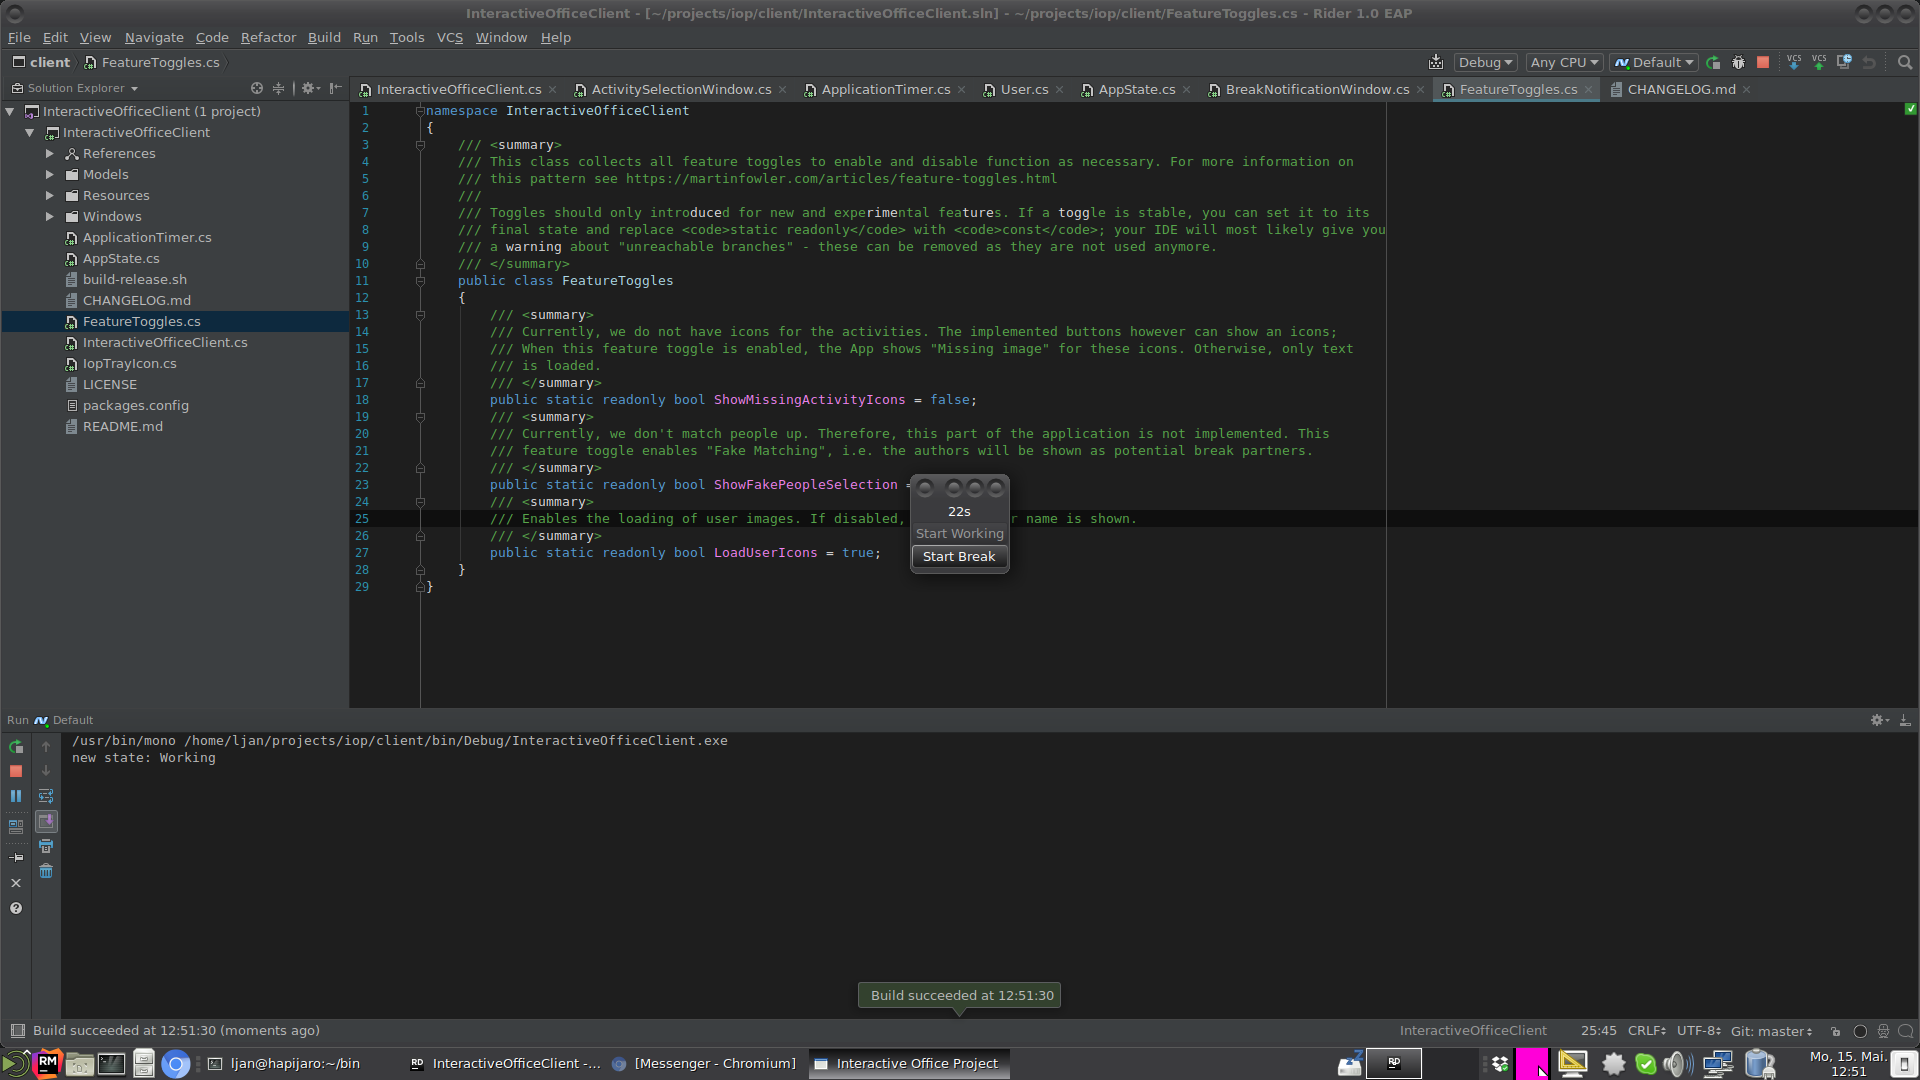 InteractiveOfficeClient - [~/projects/iop/client/InteractiveOfficeClient.sln] - ~/projects/iop/client/FeatureToggles.cs - Rider 1.0 EAP
File Edit View Navigate Code Refactor Build Run Tools VCS Window Help
client FeatureToggles.cs
Debug Any CPU Default VCS VCS
Solution Explorer
InteractiveOfficeClient.cs ActivitySelectionWindow.cs ApplicationTimer.cs User.cs AppState.cs BreakNotificationWindow.cs FeatureToggles.cs CHANGELOG.md
InteractiveOfficeClient (1 project)
InteractiveOfficeClient
References
Models
Resources
Windows
ApplicationTimer.cs
AppState.cs
build-release.sh
CHANGELOG.md
FeatureToggles.cs
InteractiveOfficeClient.cs
IopTrayIcon.cs
LICENSE
packages.config
README.md
1 namespace InteractiveOfficeClient
2 {
3 /// <summary>
4 /// This class collects all feature toggles to enable and disable function as necessary. For more information on
5 /// this pattern see https://martinfowler.com/articles/feature-toggles.html
6 ///
7 /// Toggles should only introduced for new and experimental features. If a toggle is stable, you can set it to its
8 /// final state and replace <code>static readonly</code> with <code>const</code>; your IDE will most likely give you
9 /// a warning about "unreachable branches" - these can be removed as they are not used anymore.
10 /// </summary>
11 public class FeatureToggles
12 {
13 /// <summary>
14 /// Currently, we do not have icons for the activities. The implemented buttons however can show an icons;
15 /// When this feature toggle is enabled, the App shows "Missing image" for these icons. Otherwise, only text
16 /// is loaded.
17 /// </summary>
18 public static readonly bool ShowMissingActivityIcons = false;
19 /// <summary>
20 /// Currently, we don't match people up. Therefore, this part of the application is not implemented. This
21 /// feature toggle enables "Fake Matching", i.e. the authors will be shown as potential break partners.
22 /// </summary>
23 public static readonly bool ShowFakePeopleSelection =
24 /// <summary>
25 /// Enables the loading of user images. If disabled, r name is shown.
26 /// </summary>
27 public static readonly bool LoadUserIcons = true;
28 }
29 }
22s
Start Working
Start Break
Run Default
/usr/bin/mono /home/ljan/projects/iop/client/bin/Debug/InteractiveOfficeClient.exe
new state: Working
Build succeeded at 12:51:30
Build succeeded at 12:51:30 (moments ago)
InteractiveOfficeClient 25:45 CRLF UTF-8 Git: master
RM ljan@hapijaro:~/bin RD InteractiveOfficeClient -... [Messenger - Chromium] Interactive Office Project RD Mo, 15. Mai.
12:51